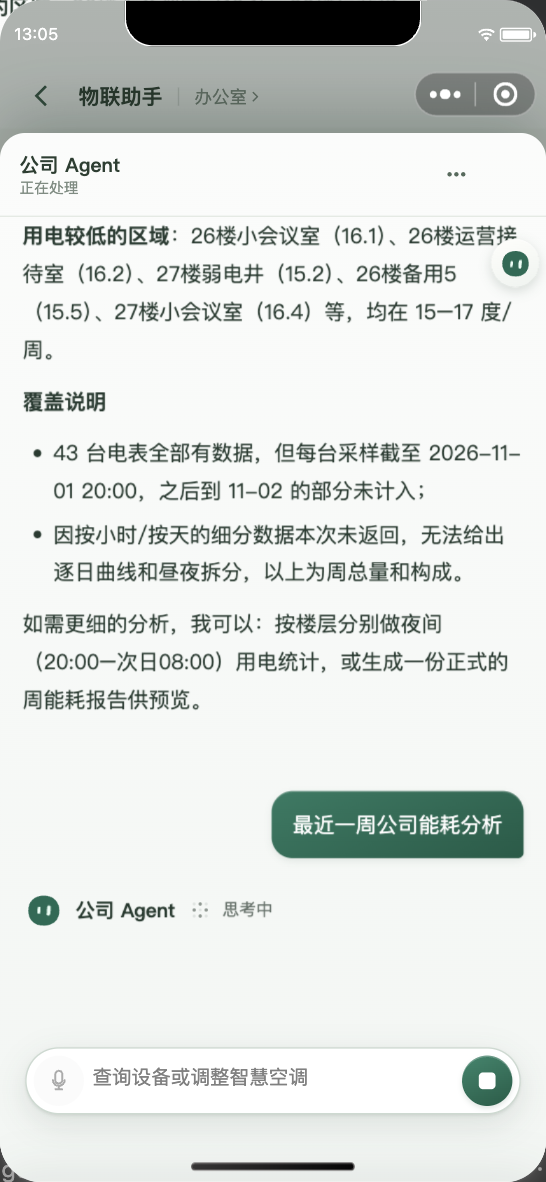 13:05
物联助手
办公室 >
公司 Agent
正在处理
用电较低的区域：26楼小会议室（16.1）、26楼运营接
待室（16.2）、27楼弱电井（15.2）、26楼备用5
（15.5）、27楼小会议室（16.4）等，均在 15–17 度/
周。
覆盖说明
• 43 台电表全部有数据，但每台采样截至 2026-11-
01 20:00，之后到 11-02 的部分未计入；
• 因按小时/按天的细分数据本次未返回，无法给出
逐日曲线和昼夜拆分，以上为周总量和构成。
如需更细的分析，我可以：按楼层分别做夜间
（20:00–次日08:00）用电统计，或生成一份正式的
周能耗报告供预览。
最近一周公司能耗分析
公司 Agent 思考中
查询设备或调整智慧空调